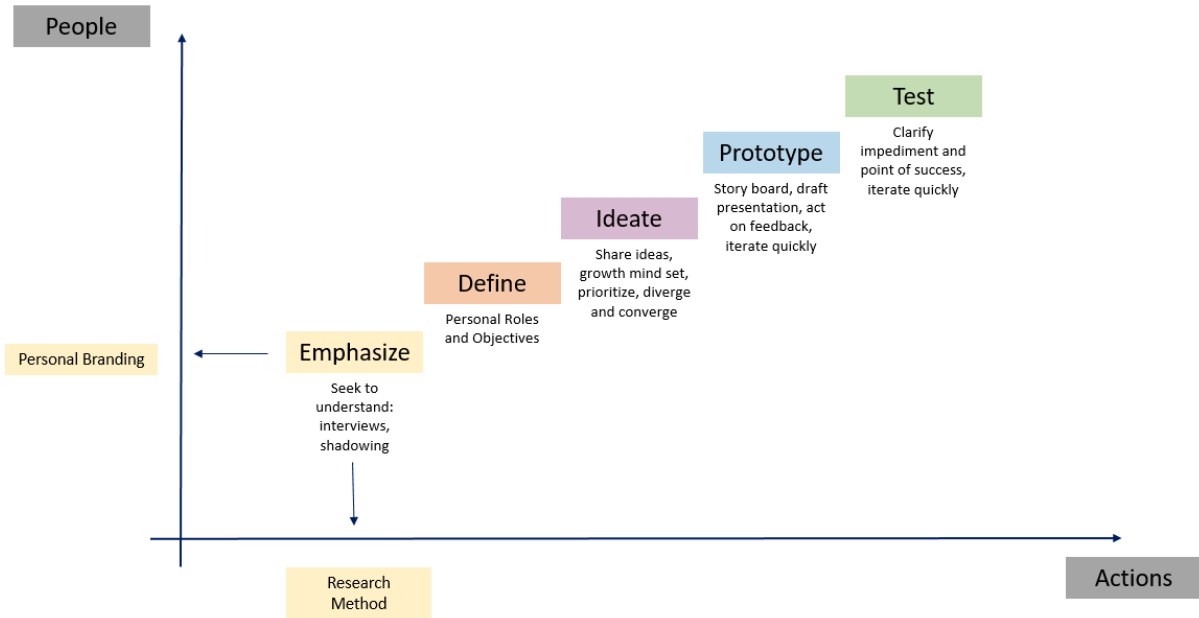 People
Test
Clarify
impediment and
point of success,
iterate quickly
Prototype
Story board, draft
presentation, act
on feedback,
iterate quickly
Ideate
Share ideas,
growth mind set,
prioritize, diverge
and converge
Define
Personal Roles
and Objectives
Emphasize
Seek to
understand:
interviews,
shadowing
Personal Branding
Research
Method
Actions